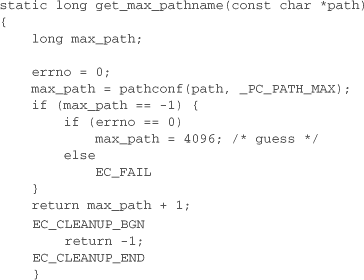 static long get_max_pathname(const char *path)
{
    long max_path;

    errno = 0;
    max_path = pathconf(path, _PC_PATH_MAX);
    if (max_path == -1) {
        if (errno == 0)
            max_path = 4096; /* guess */
        else
            EC_FAIL
    }
    return max_path + 1;
    EC_CLEANUP_BGN
        return -1;
    EC_CLEANUP_END
    }